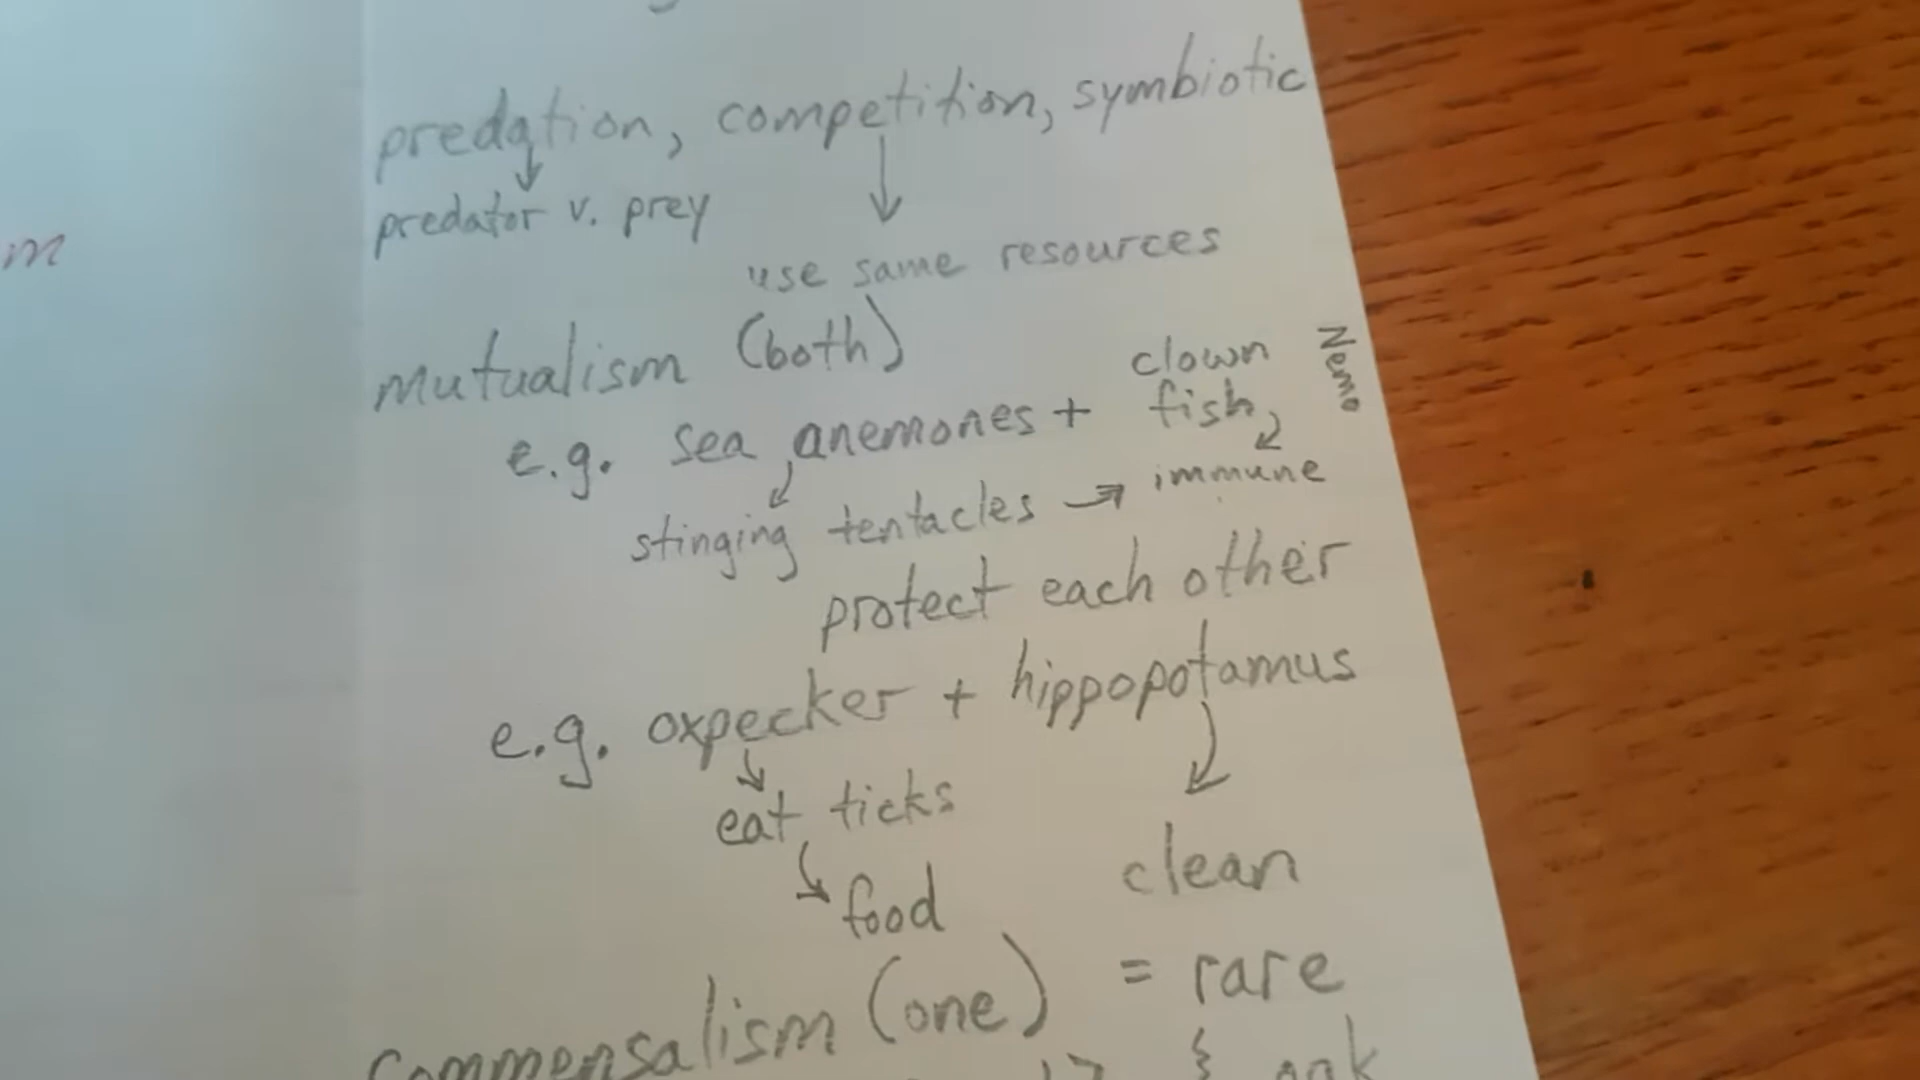 predation, competition, symbiotic
predator v. prey
use same resources
m
mutualism (both)
clown
Nemo
e.g. sea anemones + fish
stinging tentacles → immune
protect each other
e.g. oxpecker + hippopotamus
eat ticks
food
clean
commensalism (one) = rare